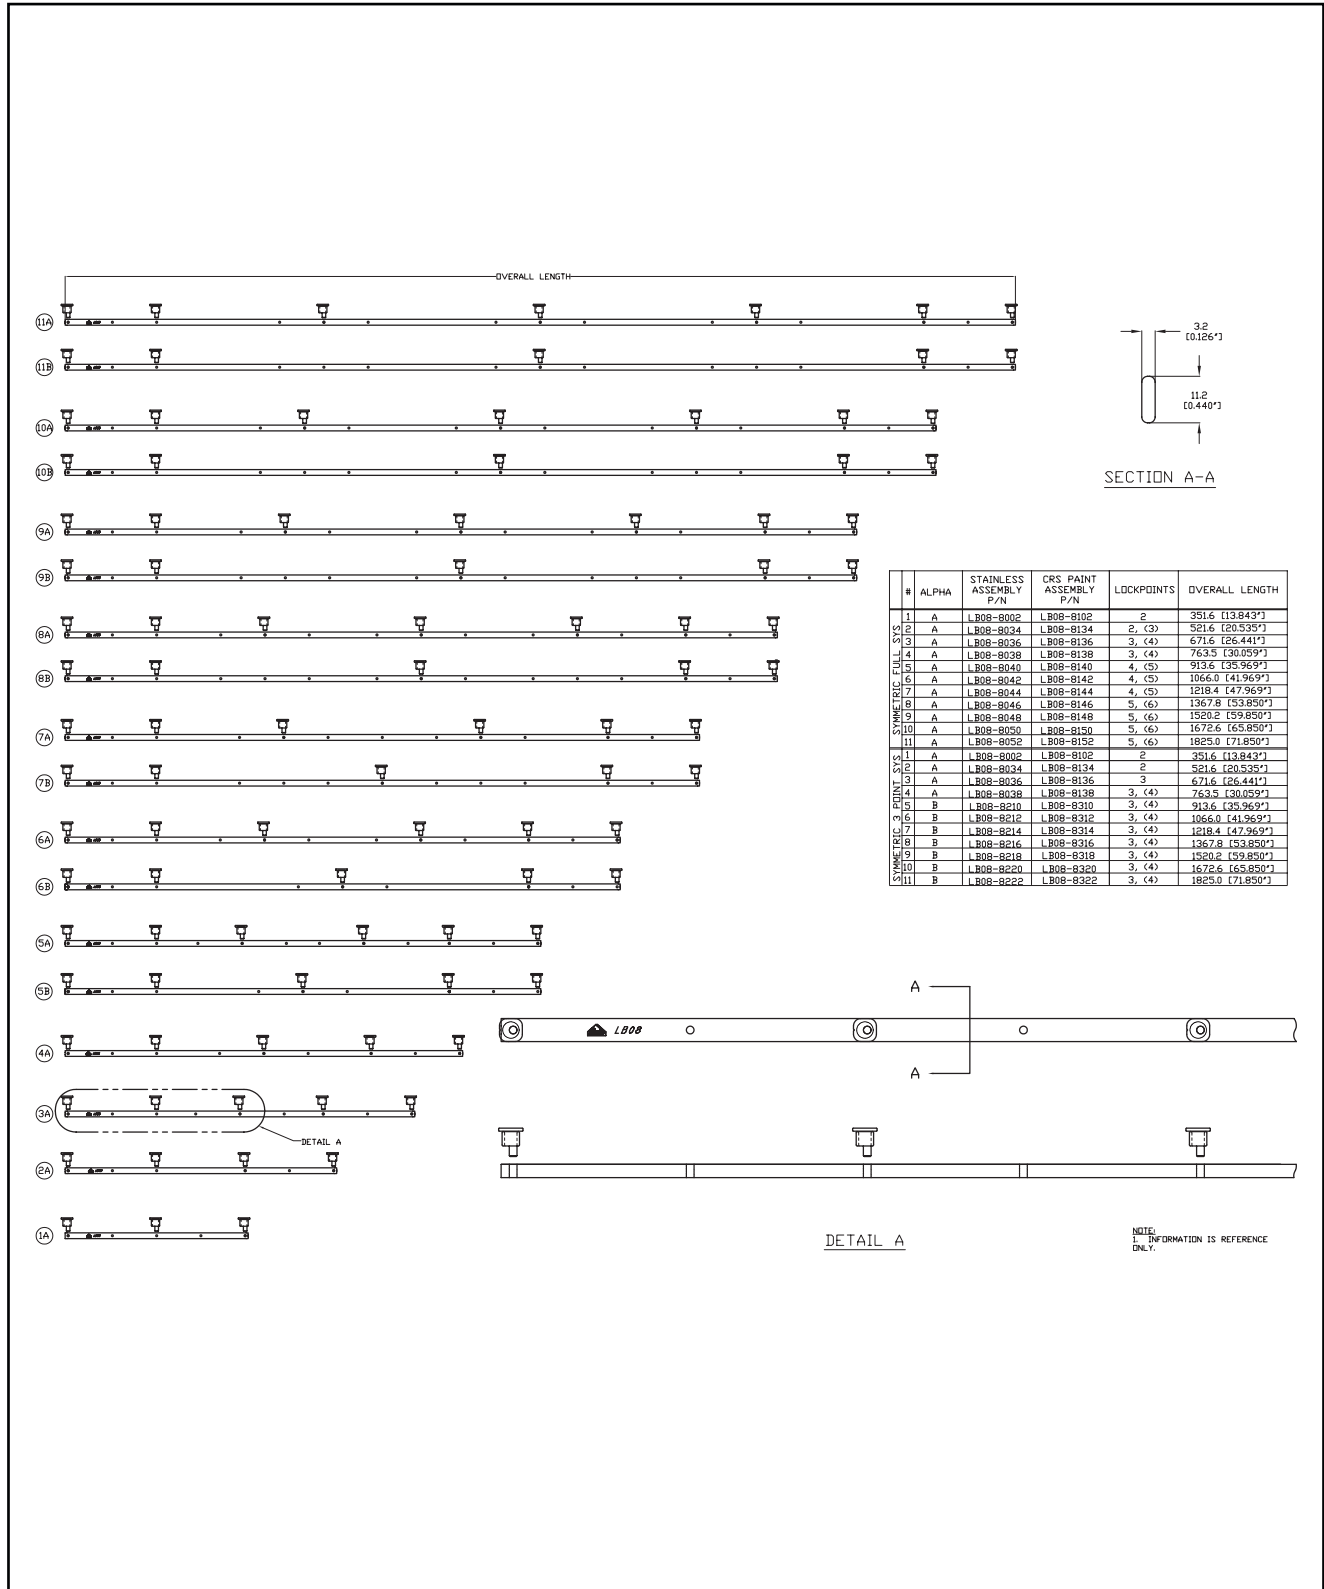 OVERALL LENGTH
11A
11B
10A
10B
9A
9B
8A
8B
7A
7B
6A
6B
5A
5B
4A
3A
DETAIL A
2A
1A
3.2
[0.126"]
11.2
[0.440"]
SECTION A-A
# ALPHA STAINLESS ASSEMBLY P/N CRS PAINT ASSEMBLY P/N LOCKPOINTS OVERALL LENGTH
SYMMETRIC FULL SYS
1 A LB08-8002 LB08-8102 2 351.6 [13.843"]
2 A LB08-8034 LB08-8134 2, (3) 521.6 [20.535"]
3 A LB08-8036 LB08-8136 3, (4) 671.6 [26.441"]
4 A LB08-8038 LB08-8138 3, (4) 763.5 [30.059"]
5 A LB08-8040 LB08-8140 4, (5) 913.6 [35.969"]
6 A LB08-8042 LB08-8142 4, (5) 1066.0 [41.969"]
7 A LB08-8044 LB08-8144 4, (5) 1218.4 [47.969"]
8 A LB08-8046 LB08-8146 5, (6) 1367.8 [53.850"]
9 A LB08-8048 LB08-8148 5, (6) 1520.2 [59.850"]
10 A LB08-8050 LB08-8150 5, (6) 1672.6 [65.850"]
11 A LB08-8052 LB08-8152 5, (6) 1825.0 [71.850"]
SYMMETRIC 3 POINT SYS
1 A LB08-8002 LB08-8102 2 351.6 [13.843"]
2 A LB08-8034 LB08-8134 2 521.6 [20.535"]
3 A LB08-8036 LB08-8136 3 671.6 [26.441"]
4 A LB08-8038 LB08-8138 3, (4) 763.5 [30.059"]
5 B LB08-8210 LB08-8310 3, (4) 913.6 [35.969"]
6 B LB08-8212 LB08-8312 3, (4) 1066.0 [41.969"]
7 B LB08-8214 LB08-8314 3, (4) 1218.4 [47.969"]
8 B LB08-8216 LB08-8316 3, (4) 1367.8 [53.850"]
9 B LB08-8218 LB08-8318 3, (4) 1520.2 [59.850"]
10 B LB08-8220 LB08-8320 3, (4) 1672.6 [65.850"]
11 B LB08-8222 LB08-8322 3, (4) 1825.0 [71.850"]
A
LB08
A
DETAIL A
NOTE:
1. INFORMATION IS REFERENCE
ONLY.